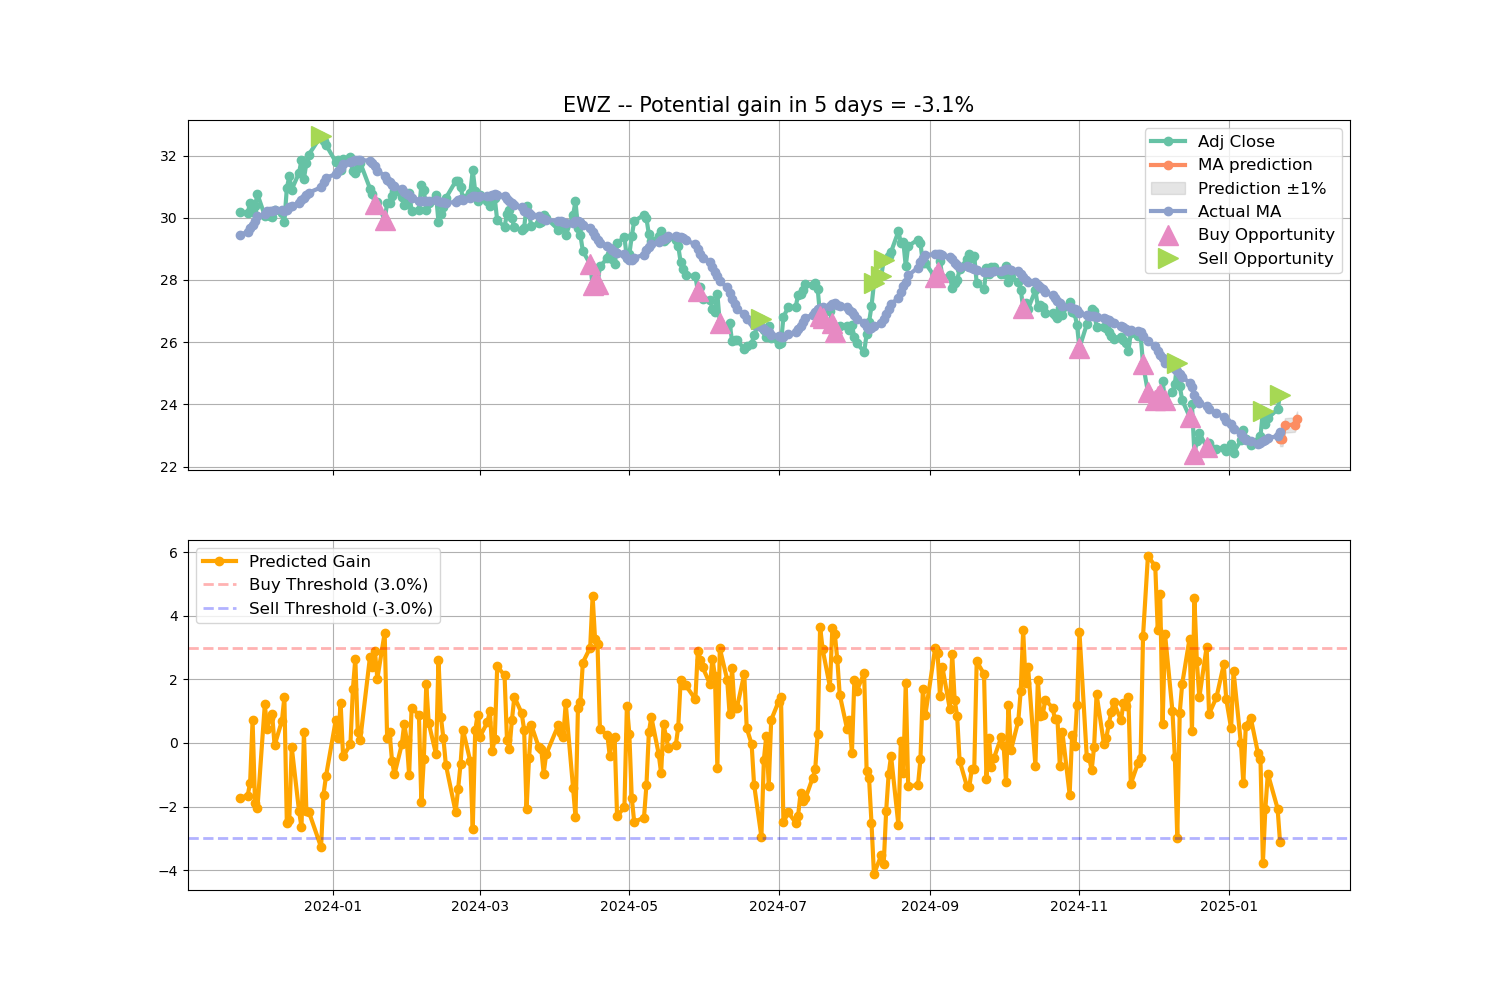 EWZ -- Potential gain in 5 days = -3.1%
32
30
28
26
24
22
Adj Close
MA prediction
Prediction ±1%
Actual MA
Buy Opportunity
Sell Opportunity
6
4
2
0
−2
−4
Predicted Gain
Buy Threshold (3.0%)
Sell Threshold (-3.0%)
2024-01
2024-03
2024-05
2024-07
2024-09
2024-11
2025-01